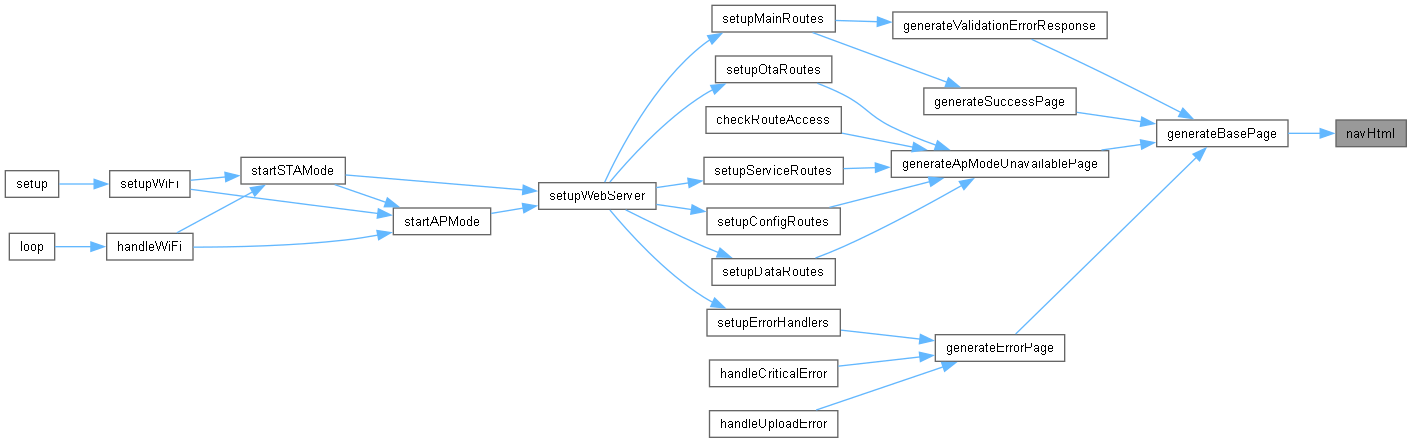 setup
loop
setupWiFi
handleWiFi
startSTAMode
startAPMode
setupWebServer
setupMainRoutes
setupOtaRoutes
checkRouteAccess
setupServiceRoutes
setupConfigRoutes
setupDataRoutes
setupErrorHandlers
handleCriticalError
handleUploadError
generateValidationErrorResponse
generateSuccessPage
generateApModeUnavailablePage
generateErrorPage
generateBasePage
navHtml